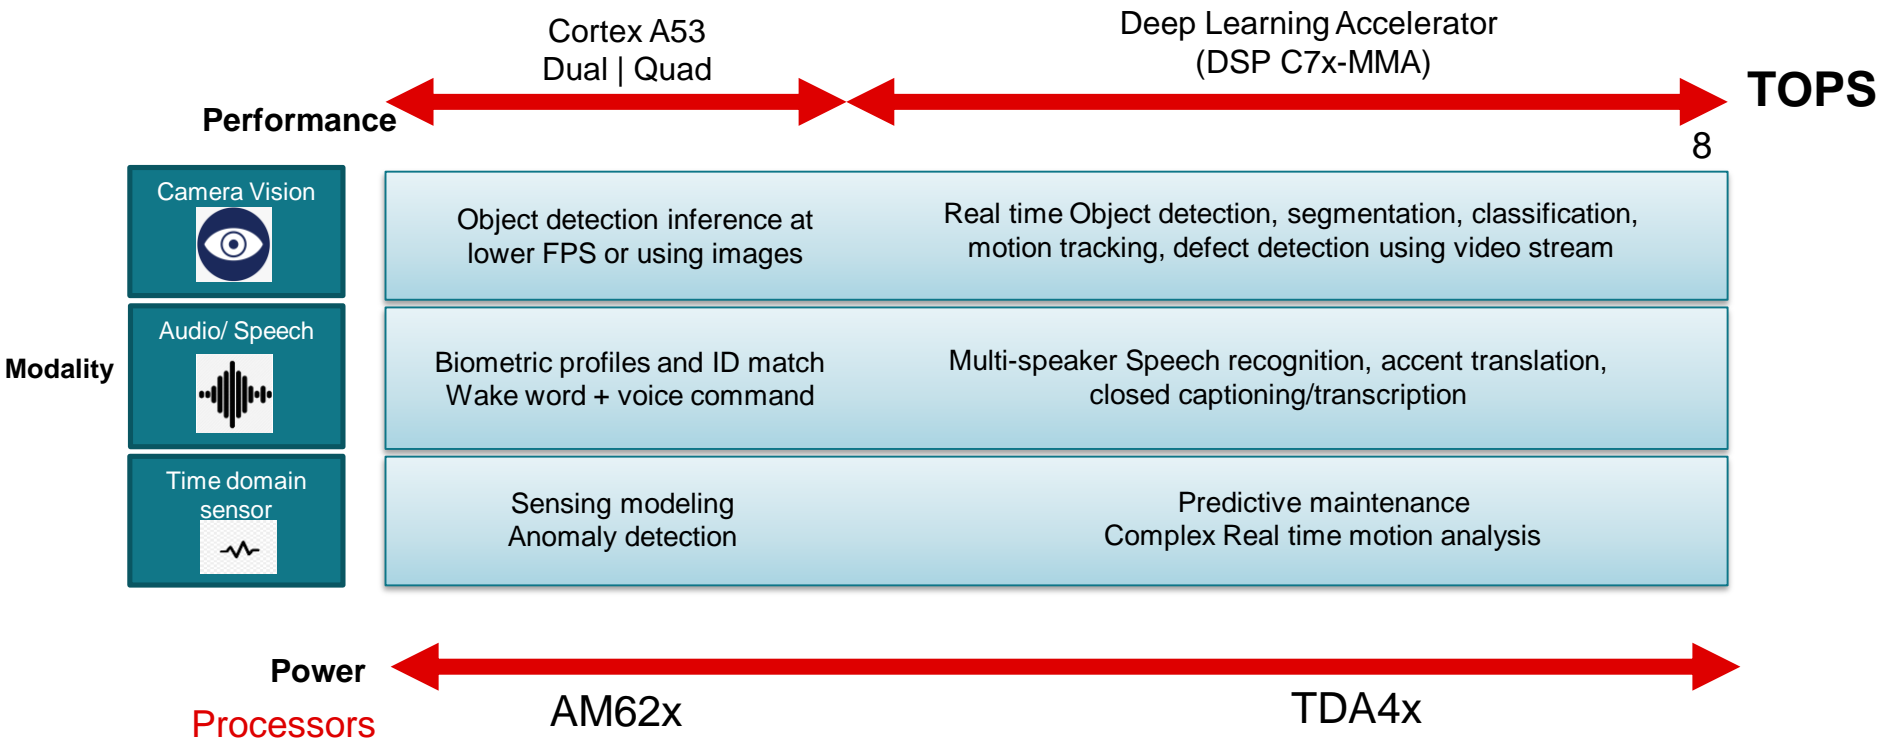 Cortex A53
Dual | Quad
Deep Learning Accelerator
(DSP C7x-MMA)
TOPS
Performance
8
Camera Vision
Object detection inference at
lower FPS or using images
Real time Object detection, segmentation, classification,
motion tracking, defect detection using video stream
Modality
Audio/ Speech
Biometric profiles and ID match
Wake word + voice command
Multi-speaker Speech recognition, accent translation,
closed captioning/transcription
Time domain
sensor
Sensing modeling
Anomaly detection
Predictive maintenance
Complex Real time motion analysis
Power
Processors
AM62x
TDA4x